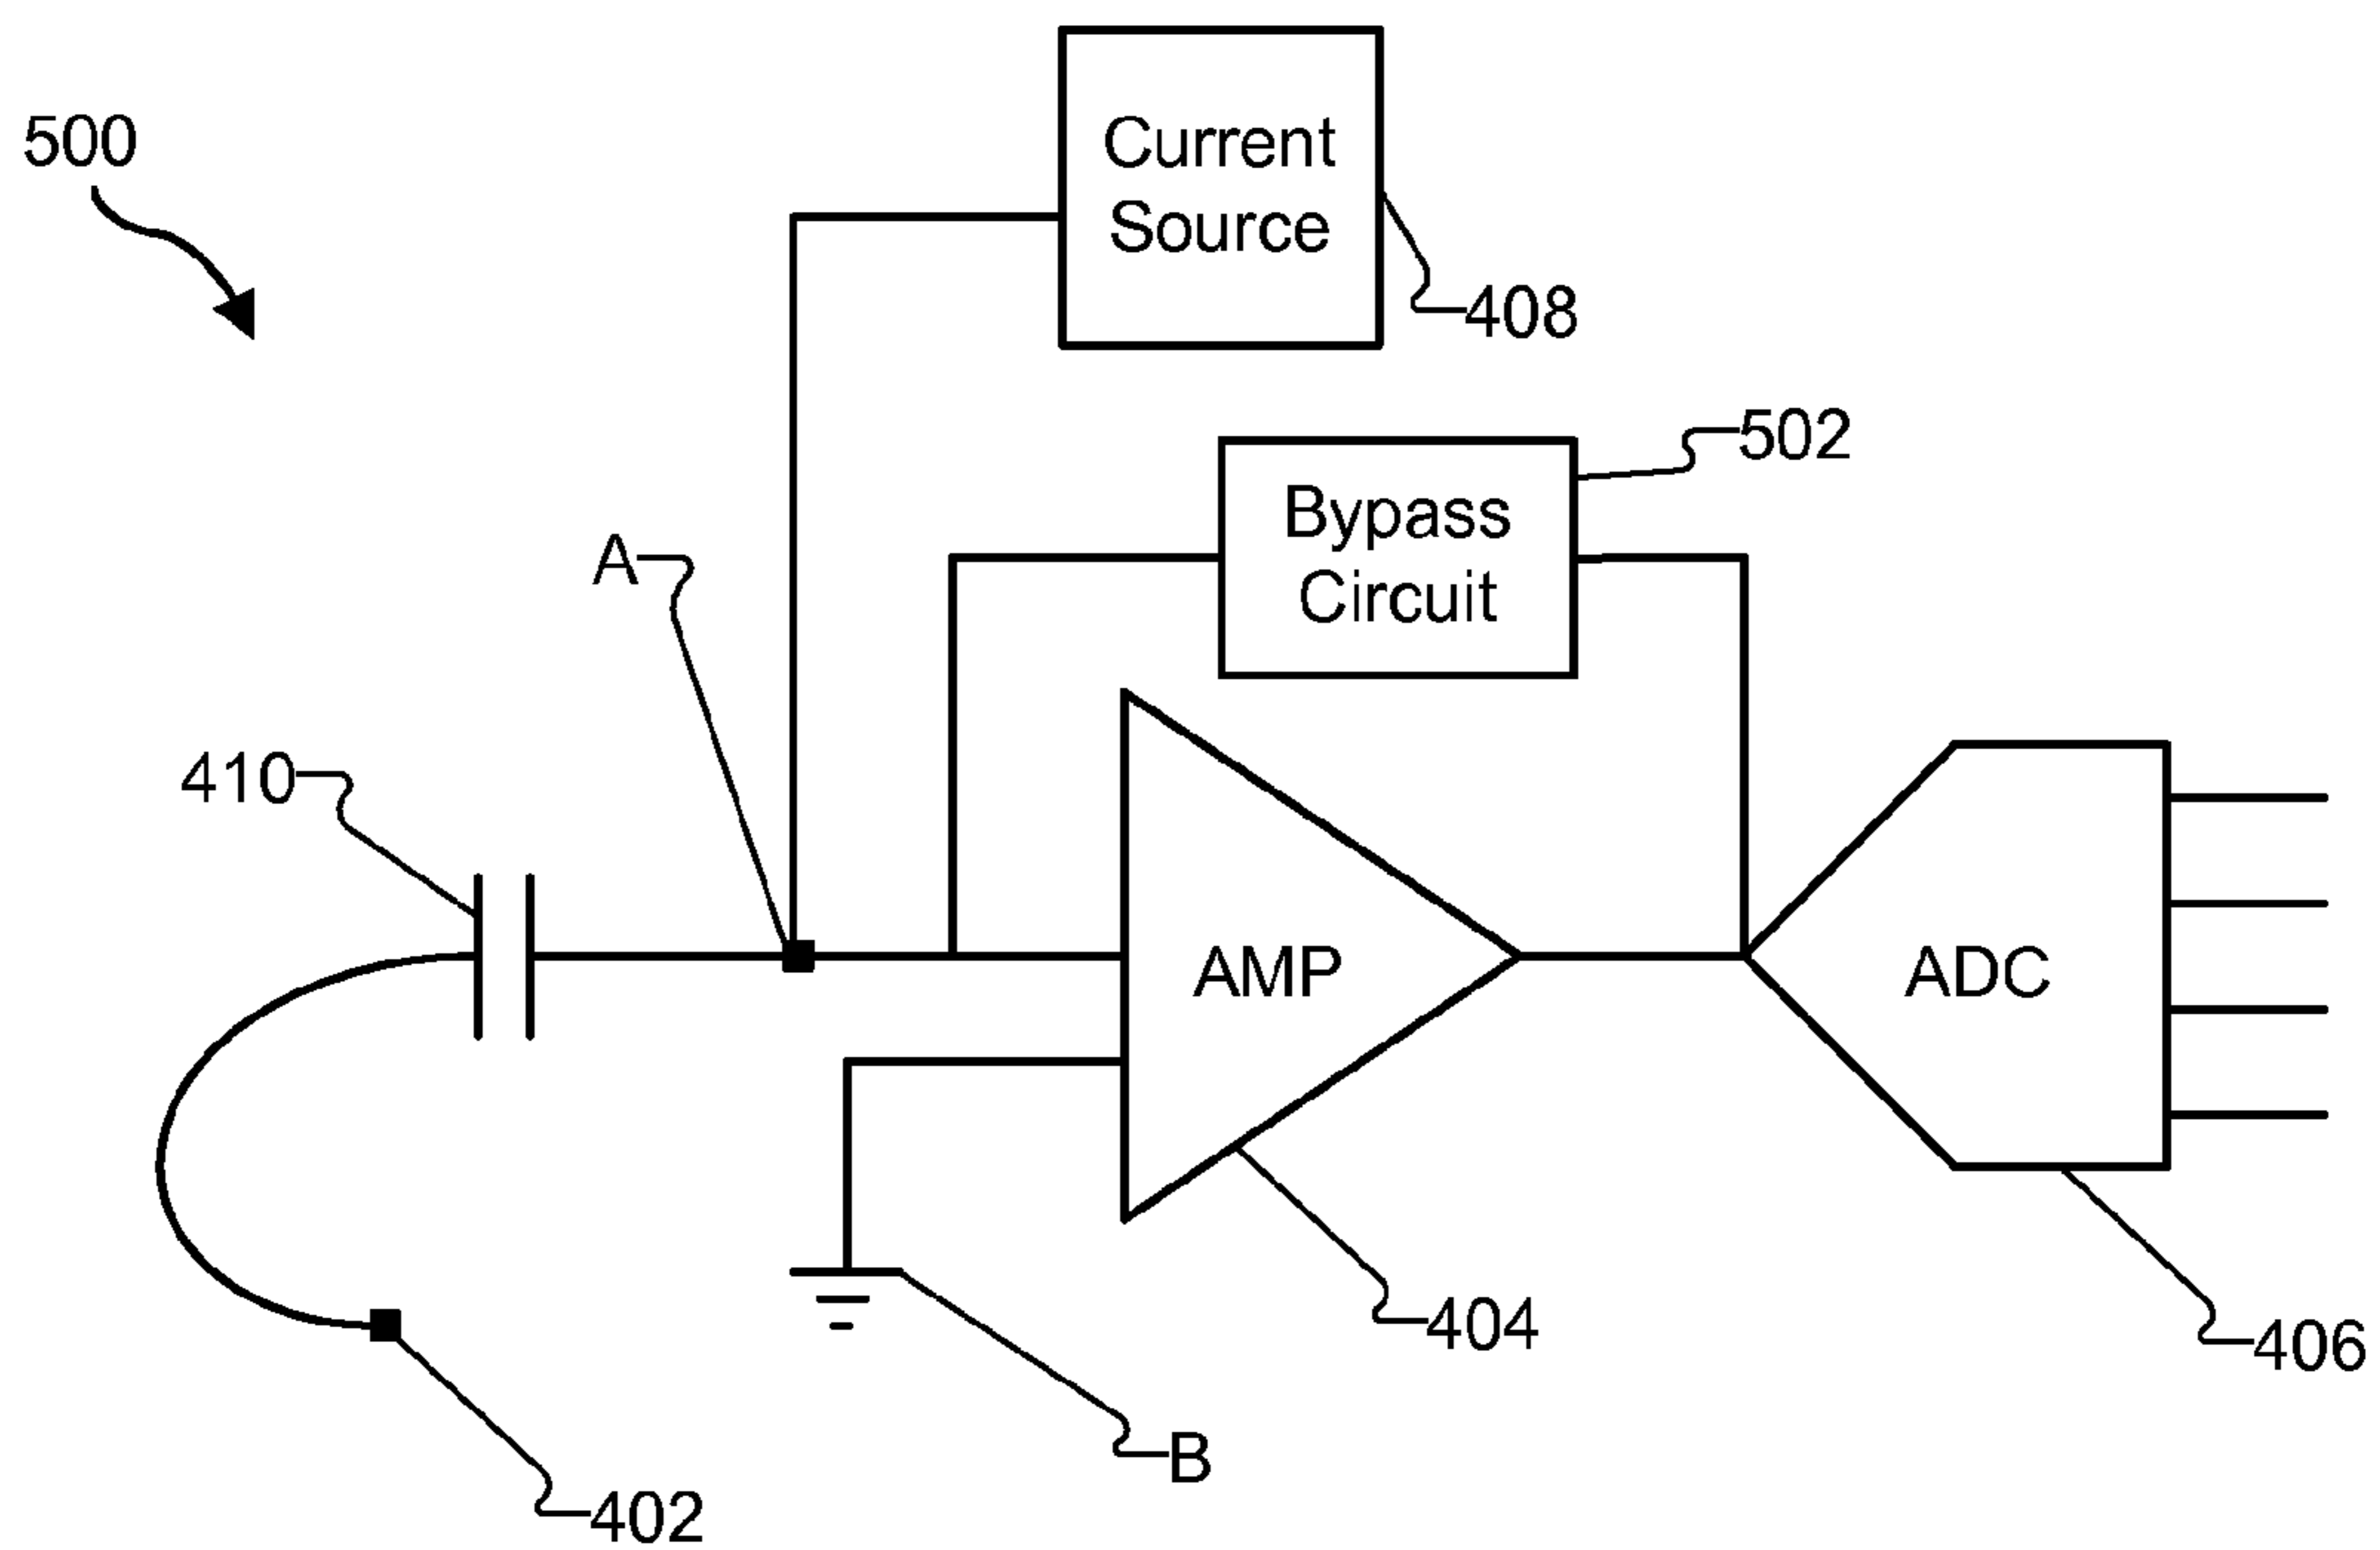 500
Current
Source
408
502
Bypass
Circuit
A
410
AMP
ADC
404
406
B
402